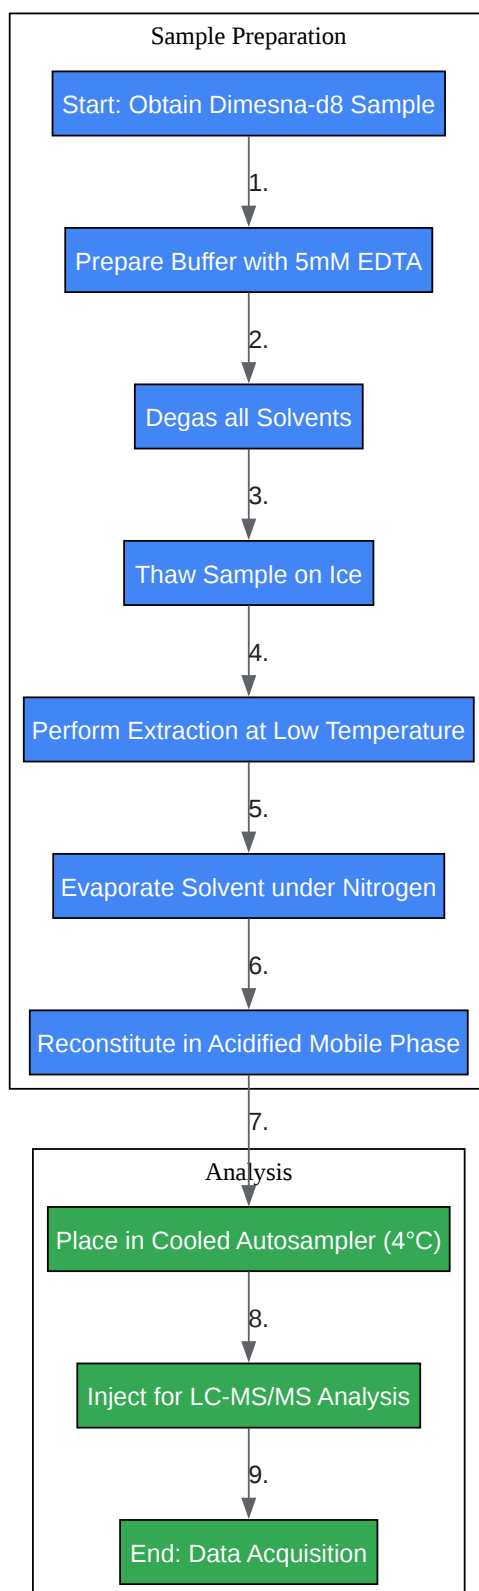 Sample Preparation
Start: Obtain Dimesna-d8 Sample
1.
Prepare Buffer with 5mM EDTA
2.
Degas all Solvents
3.
Thaw Sample on Ice
4.
Perform Extraction at Low Temperature
5.
Evaporate Solvent under Nitrogen
6.
Reconstitute in Acidified Mobile Phase
7.
Analysis
Place in Cooled Autosampler (4°C)
8.
Inject for LC-MS/MS Analysis
9.
End: Data Acquisition